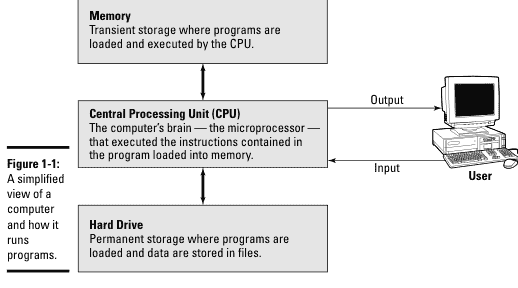 Memory
Transient storage where programs are
loaded and executed by the CPU.
Output
Central Processing Unit (CPU)
The computer's brain — the microprocessor —
that executed the instructions contained in
the program loaded into memory.
Input
User
Figure 1-1:
A simplified
view of a
computer
and how it
runs
programs.
Hard Drive
Permanent storage where programs are
loaded and data are stored in files.